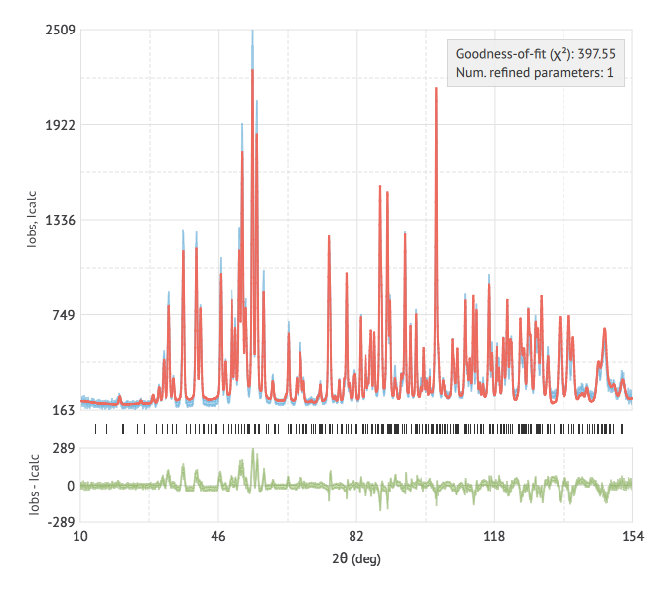 2509
Goodness-of-fit (χ²): 397.55
Num. refined parameters: 1
1922
Iobs, Icalc
1336
749
163
289
Iobs - Icalc
0
-289
10 46 82 118 154
2θ (deg)